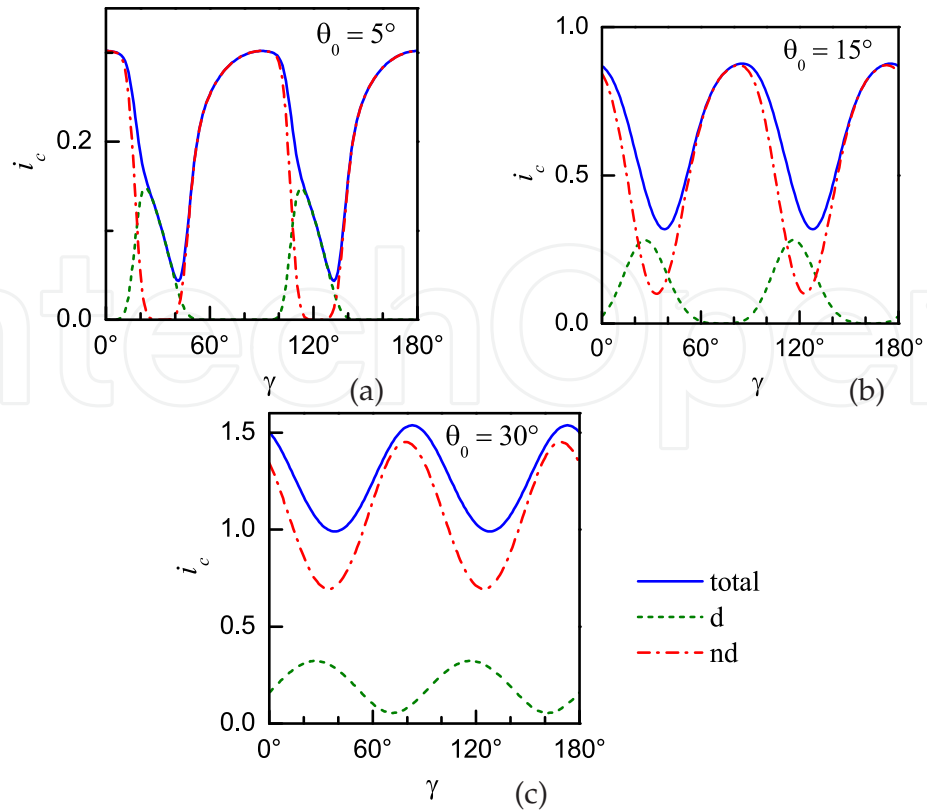 θ₀ = 5°
0.2
0.0
i_c
0° 60° 120° 180°
γ
(a)
θ₀ = 15°
1.0
0.5
0.0
i_c
0° 60° 120° 180°
γ
(b)
θ₀ = 30°
1.5
1.0
0.5
0.0
i_c
0° 60° 120° 180°
γ
(c)
total
d
nd
ntechOpen